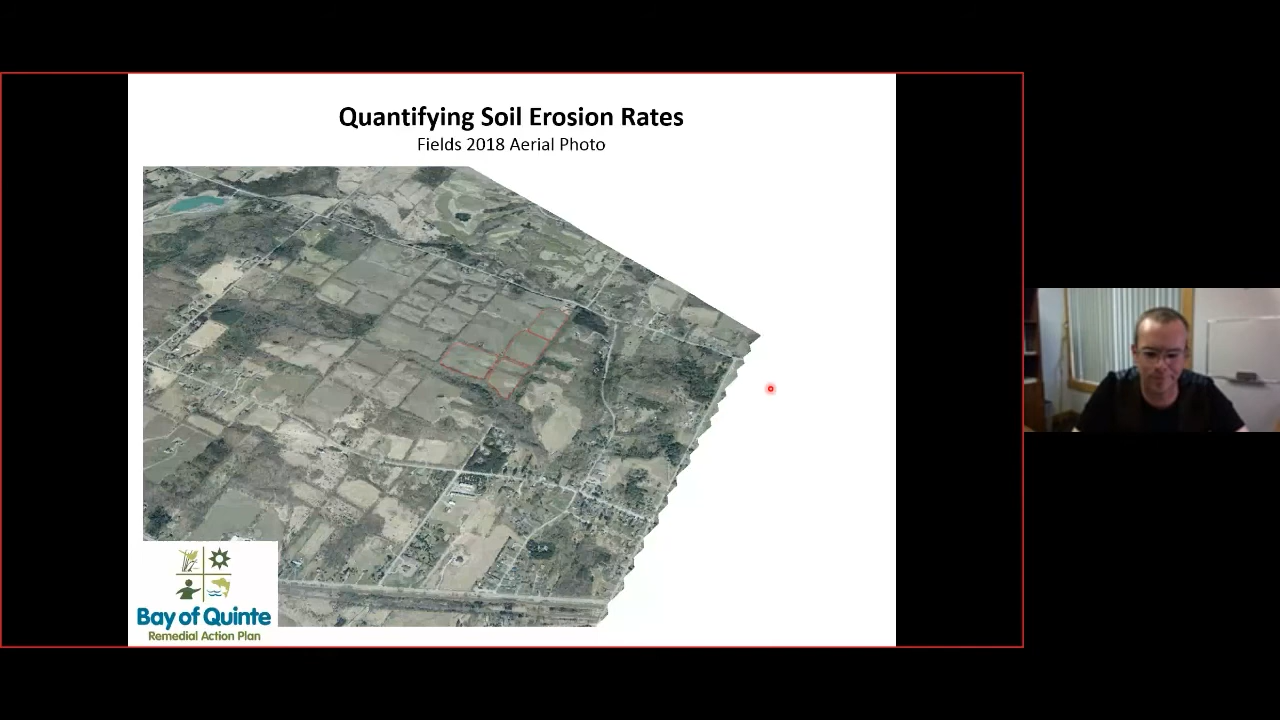 Quantifying Soil Erosion Rates
Fields 2018 Aerial Photo
Bay of Quinte
Remedial Action Plan